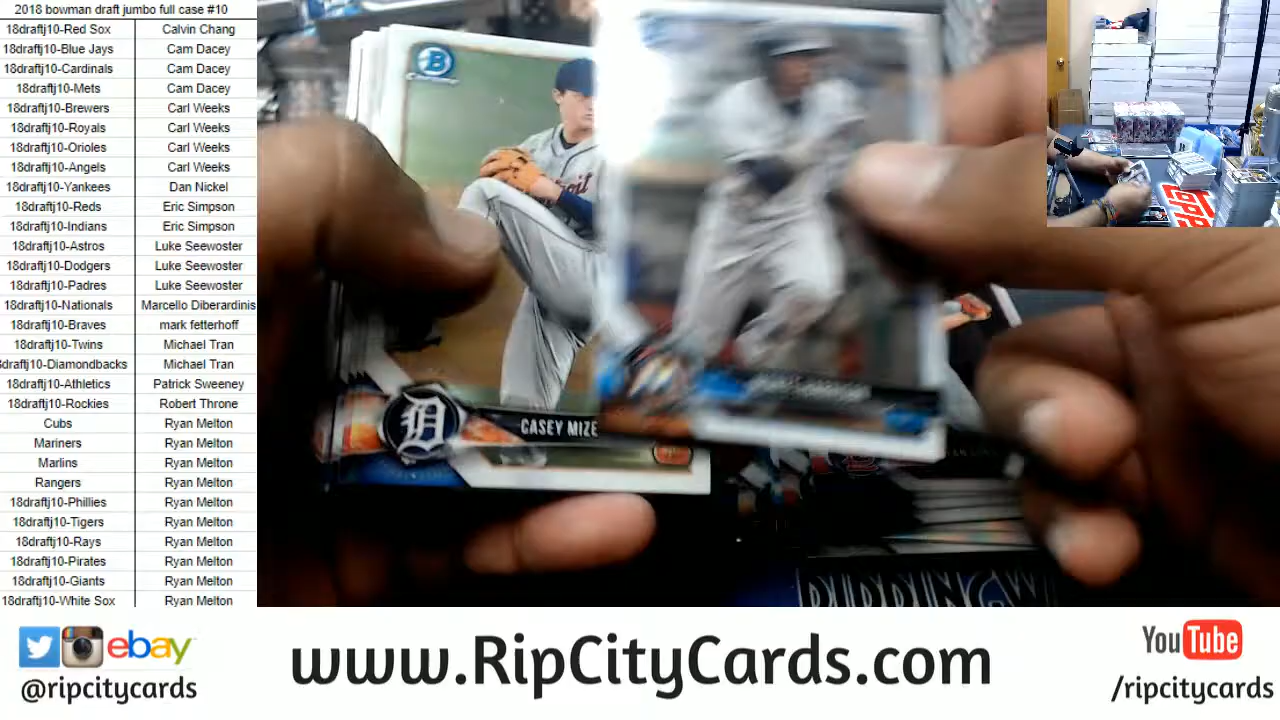 2018 bowman draft jumbo full case #10
18draftj10-Red Sox Calvin Chang
18draftj10-Blue Jays Cam Dacey
18draftj10-Cardinals Cam Dacey
18draftj10-Mets Cam Dacey
18draftj10-Brewers Carl Weeks
18draftj10-Royals Carl Weeks
18draftj10-Orioles Carl Weeks
18draftj10-Angels Carl Weeks
18draftj10-Yankees Dan Nickel
18draftj10-Reds Eric Simpson
18draftj10-Indians Eric Simpson
18draftj10-Astros Luke Seewoster
18draftj10-Dodgers Luke Seewoster
18draftj10-Padres Luke Seewoster
18draftj10-Nationals Marcello Diberardinis
18draftj10-Braves mark fetterhoff
18draftj10-Twins Michael Tran
draftj10-Diamondbacks Michael Tran
18draftj10-Athletics Patrick Sweeney
18draftj10-Rockies Robert Throne
Cubs Ryan Melton
Mariners Ryan Melton
Marlins Ryan Melton
Rangers Ryan Melton
18draftj10-Phillies Ryan Melton
18draftj10-Tigers Ryan Melton
18draftj10-Rays Ryan Melton
18draftj10-Pirates Ryan Melton
18draftj10-Giants Ryan Melton
18draftj10-White Sox Ryan Melton
B
D
CASEY MIZE
ebay
@ripcitycards
www.RipCityCards.com
YouTube
/ripcitycards